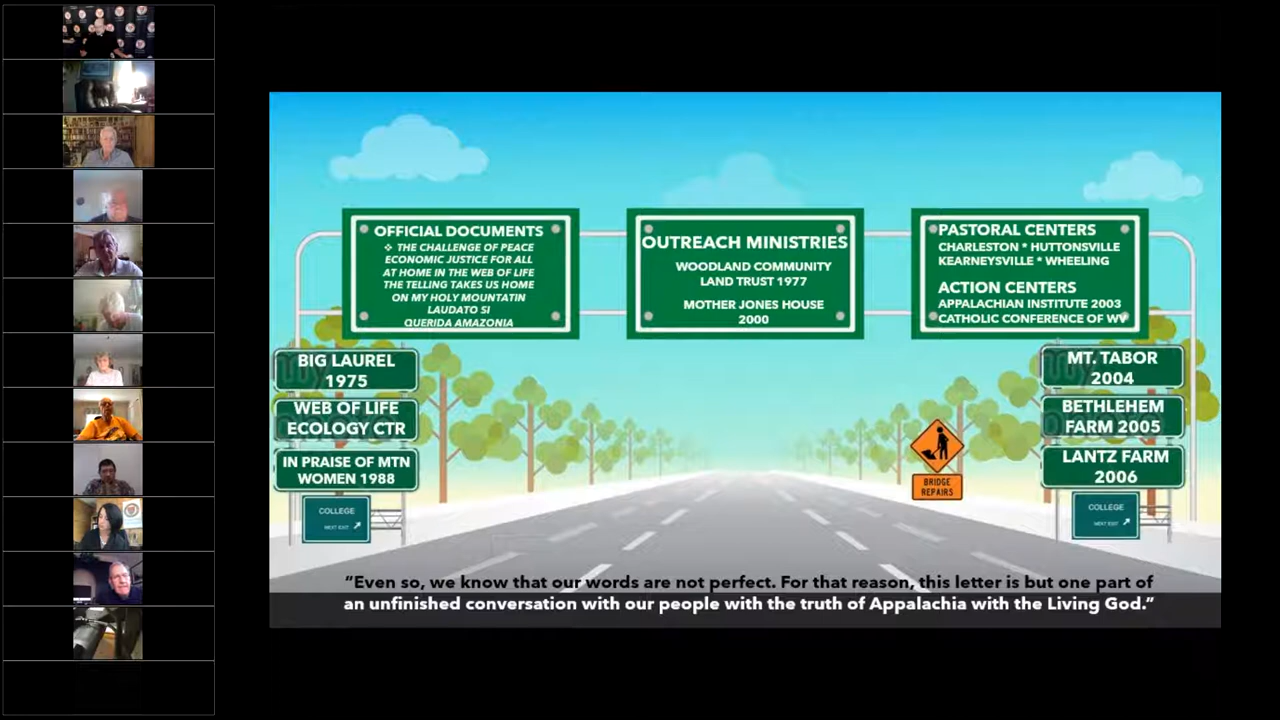 OFFICIAL DOCUMENTS
❖ THE CHALLENGE OF PEACE
ECONOMIC JUSTICE FOR ALL
AT HOME IN THE WEB OF LIFE
THE TELLING TAKES US HOME
ON MY HOLY MOUNTATIN
LAUDATO SI
QUERIDA AMAZONIA
OUTREACH MINISTRIES
WOODLAND COMMUNITY
LAND TRUST 1977
MOTHER JONES HOUSE
2000
PASTORAL CENTERS
CHARLESTON * HUTTONSVILLE
KEARNEYSVILLE * WHEELING
ACTION CENTERS
APPALACHIAN INSTITUTE 2003
CATHOLIC CONFERENCE OF WV
BIG LAUREL
1975
WEB OF LIFE
ECOLOGY CTR
IN PRAISE OF MTN
WOMEN 1988
COLLEGE
NEXT EXIT
MT. TABOR
2004
BETHLEHEM
FARM 2005
LANTZ FARM
2006
COLLEGE
NEXT EXIT
BRIDGE
REPAIRS
”Even so, we know that our words are not perfect. For that reason, this letter is but one part of
an unfinished conversation with our people with the truth of Appalachia with the Living God.”